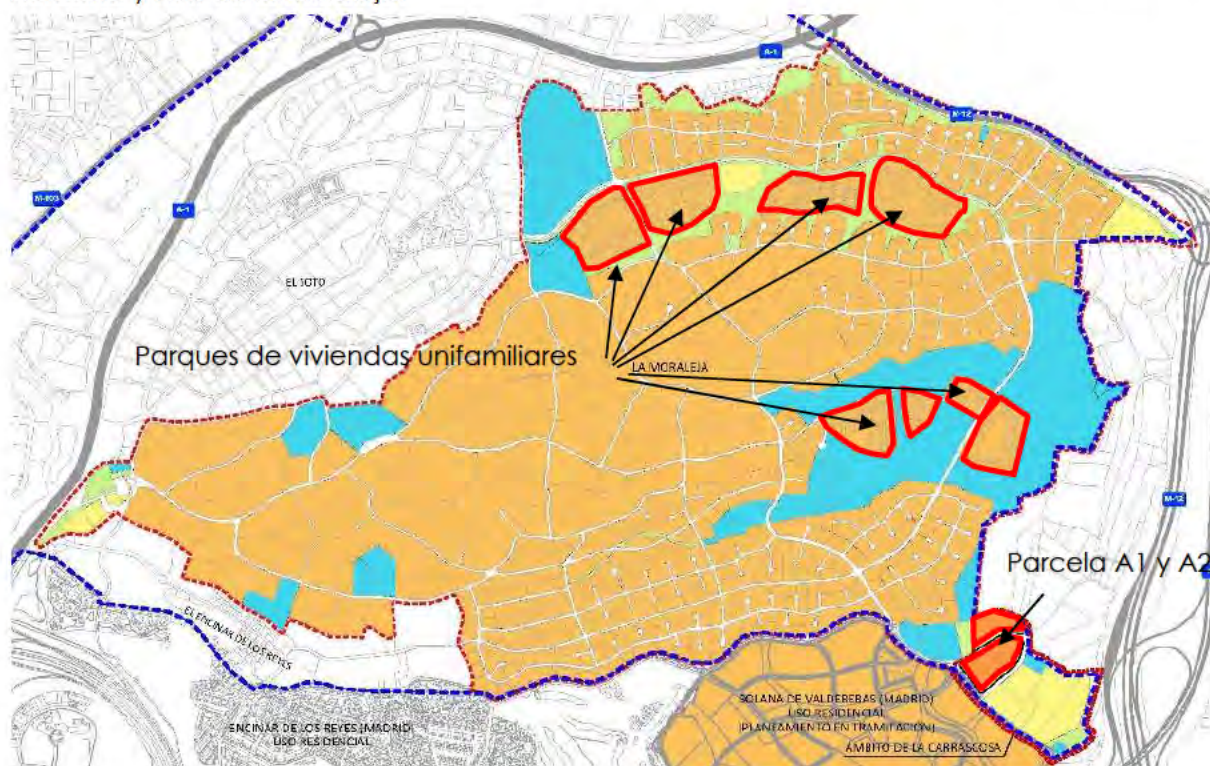 A-1
M-12
M-603
A-1
EL SOTO
Parques de viviendas unifamiliares
LA MORALEJA
M-12
Parcela A1 y A2
EL ENCINAR DE LOS REYES
SOLANA DE VALDEBEBAS (MADRID)
USO RESIDENCIAL
(PLANEAMIENTO EN TRAMITACION)
ENCINAR DE LOS REYES (MADRID)
USO RESIDENCIAL
ÁMBITO DE LA CARRASCOSA